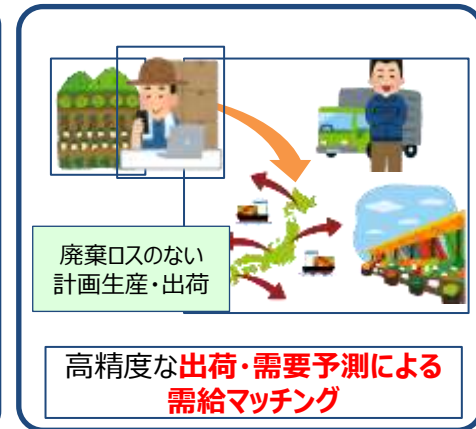 廃棄ロスのない
計画生産・出荷
高精度な出荷・需要予測による
需給マッチング